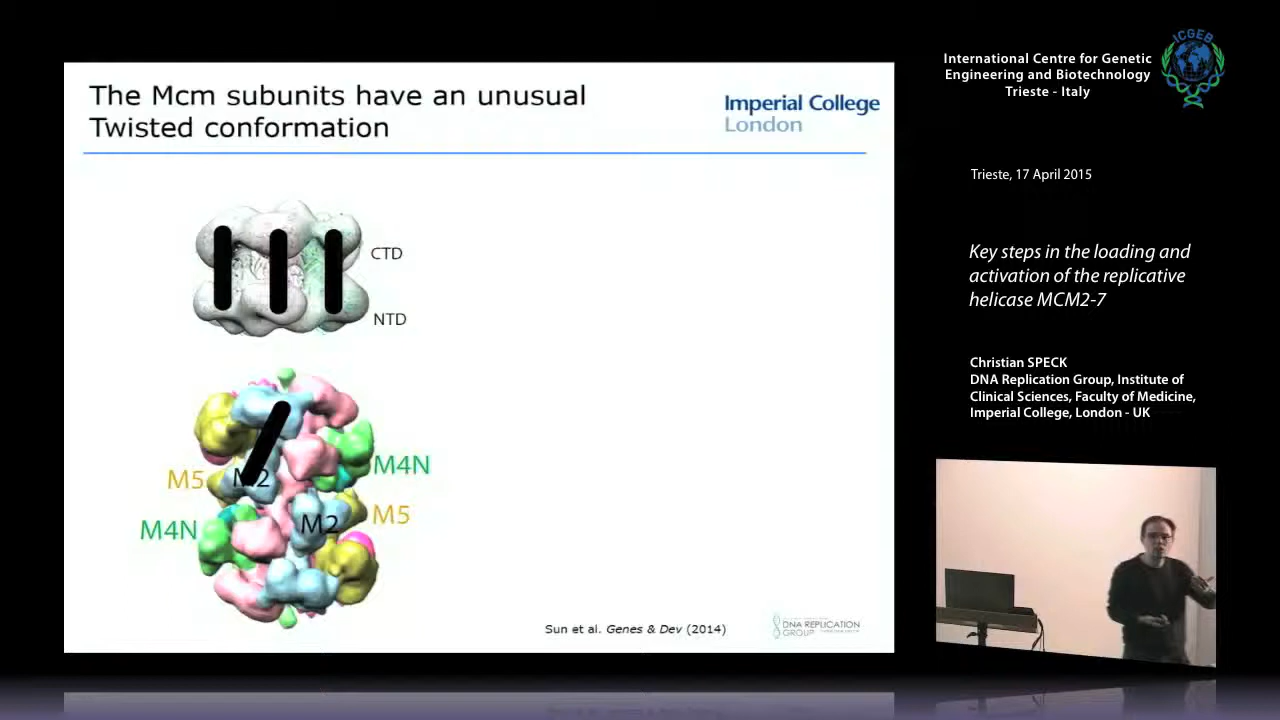 The Mcm subunits have an unusual
Twisted conformation
Imperial College
London
CTD
NTD
M5
M2
M4N
M4N
M2
M5
Sun et al. Genes & Dev (2014)
DNA REPLICATION
GROUP
ICGEB
International Centre for Genetic
Engineering and Biotechnology
Trieste - Italy
Trieste, 17 April 2015
Key steps in the loading and
activation of the replicative
helicase MCM2-7
Christian SPECK
DNA Replication Group, Institute of
Clinical Sciences, Faculty of Medicine,
Imperial College, London - UK